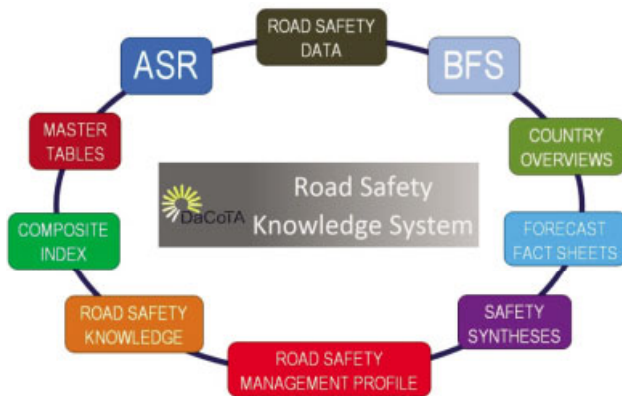 ROAD SAFETY
DATA
ASR
BFS
MASTER
TABLES
COUNTRY
OVERVIEWS
Road Safety
Knowledge System
DaCoTA
COMPOSITE
INDEX
FORECAST
FACT SHEETS
ROAD SAFETY
KNOWLEDGE
SAFETY
SYNTHESES
ROAD SAFETY
MANAGEMENT PROFILE